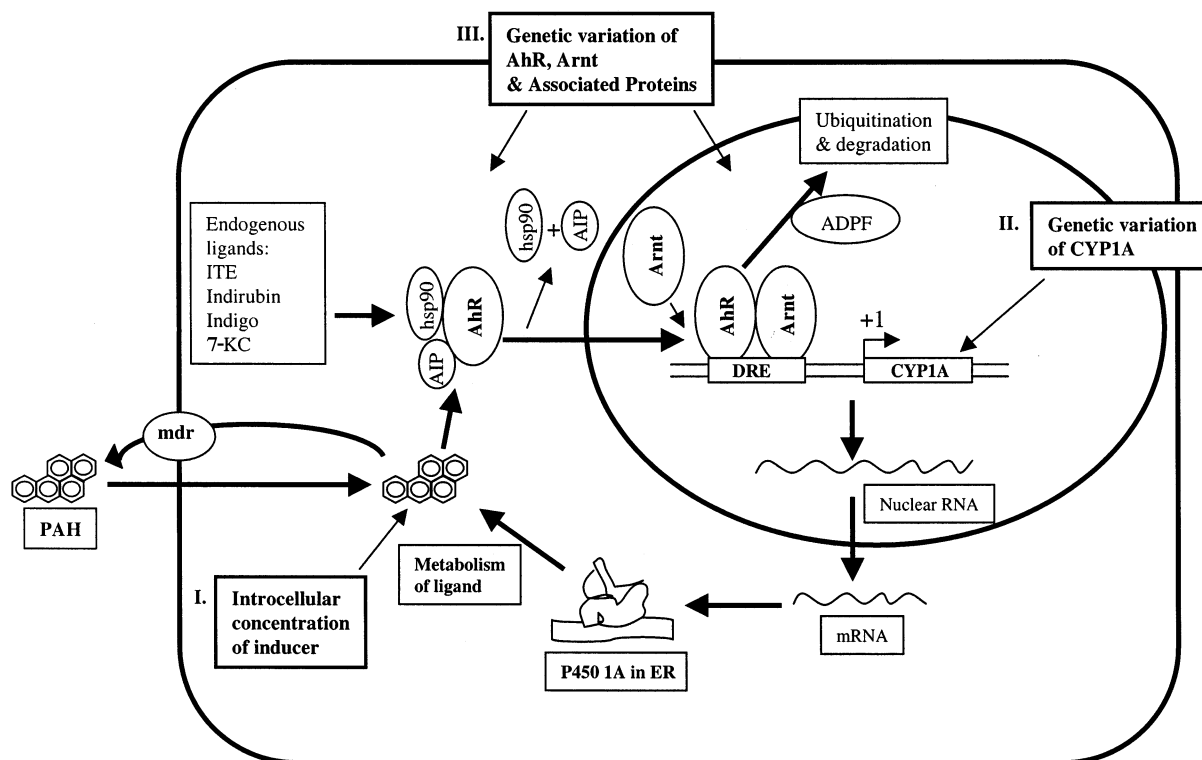 III. Genetic variation of
AhR, Arnt
& Associated Proteins
Ubiquitination
& degradation
ADPF
II. Genetic variation
of CYP1A
Endogenous
ligands:
ITE
Indirubin
Indigo
7-KC
hsp90
AhR
AIP
hsp90
+
AIP
Arnt
AhR
Arnt
+1
DRE
CYP1A
mdr
PAH
Nuclear RNA
Metabolism
of ligand
I. Introcellular
concentration
of inducer
P450 1A in ER
mRNA